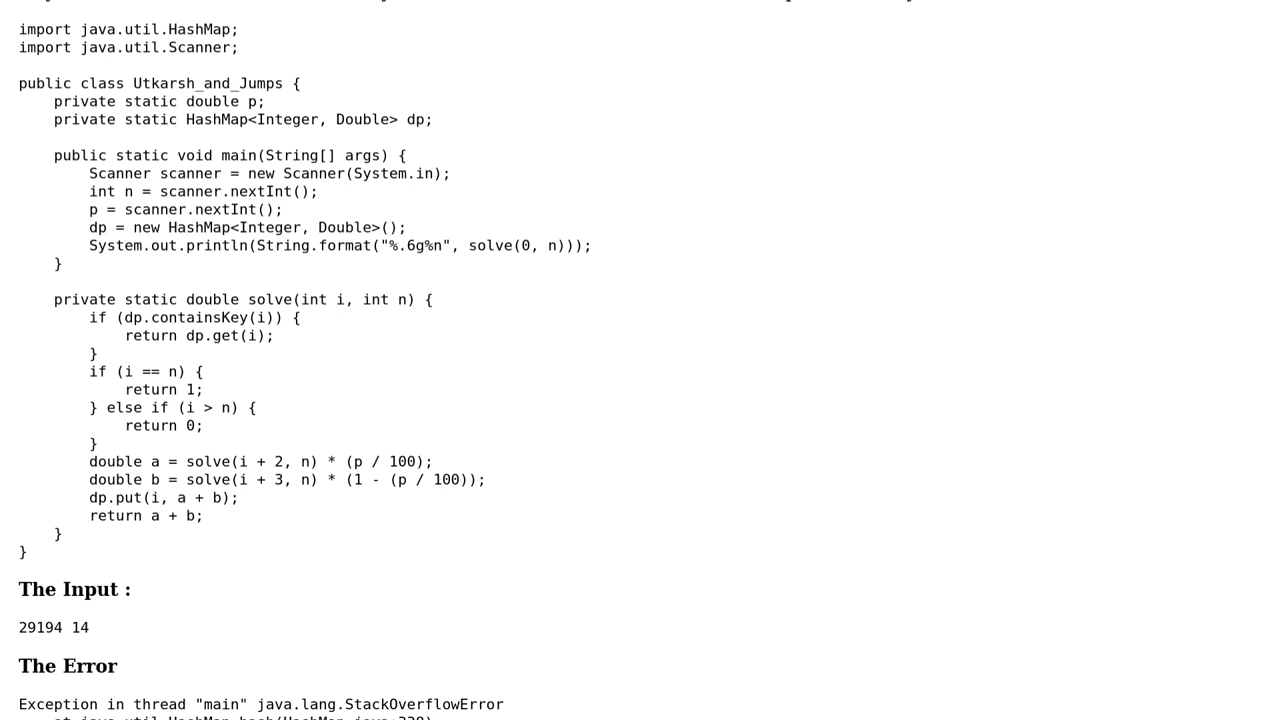 import java.util.HashMap;
import java.util.Scanner;

public class Utkarsh_and_Jumps {
    private static double p;
    private static HashMap<Integer, Double> dp;

    public static void main(String[] args) {
        Scanner scanner = new Scanner(System.in);
        int n = scanner.nextInt();
        p = scanner.nextInt();
        dp = new HashMap<Integer, Double>();
        System.out.println(String.format("%.6g%n", solve(0, n)));
    }

    private static double solve(int i, int n) {
        if (dp.containsKey(i)) {
            return dp.get(i);
        }
        if (i == n) {
            return 1;
        } else if (i > n) {
            return 0;
        }
        double a = solve(i + 2, n) * (p / 100);
        double b = solve(i + 3, n) * (1 - (p / 100));
        dp.put(i, a + b);
        return a + b;
    }
}
The Input :
29194 14
The Error
Exception in thread "main" java.lang.StackOverflowError